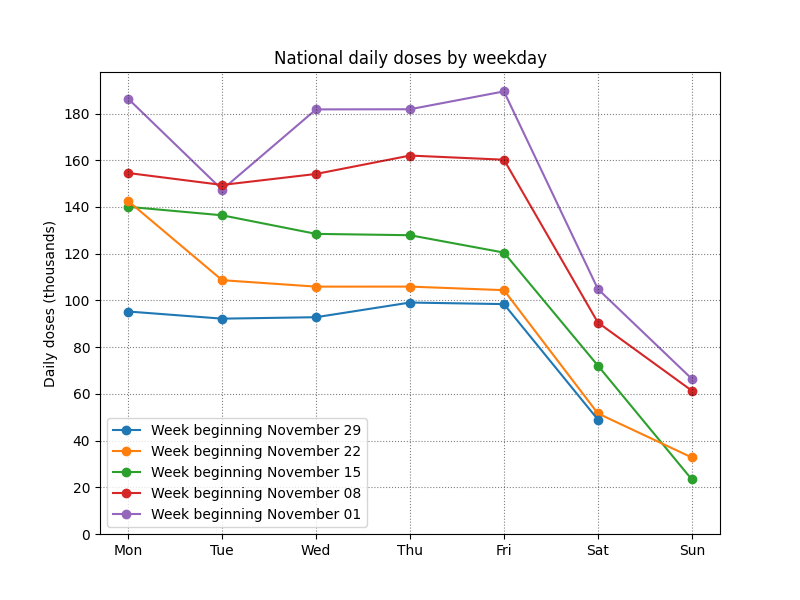 National daily doses by weekday
Daily doses (thousands)
180
160
140
120
100
80
60
40
20
0
Week beginning November 29
Week beginning November 22
Week beginning November 15
Week beginning November 08
Week beginning November 01
Mon Tue Wed Thu Fri Sat Sun